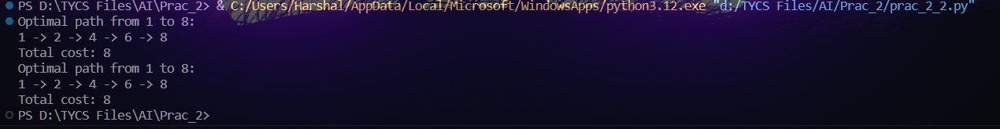 PS D:\TYCS Files\AI\Prac_2> & C:/Users/Harshal/AppData/Local/Microsoft/WindowsApps/python3.12.exe "d:/TYCS Files/AI/Prac_2/prac_2_2.py"
Optimal path from 1 to 8:
1 -> 2 -> 4 -> 6 -> 8
Total cost: 8
Optimal path from 1 to 8:
1 -> 2 -> 4 -> 6 -> 8
Total cost: 8
PS D:\TYCS Files\AI\Prac_2>